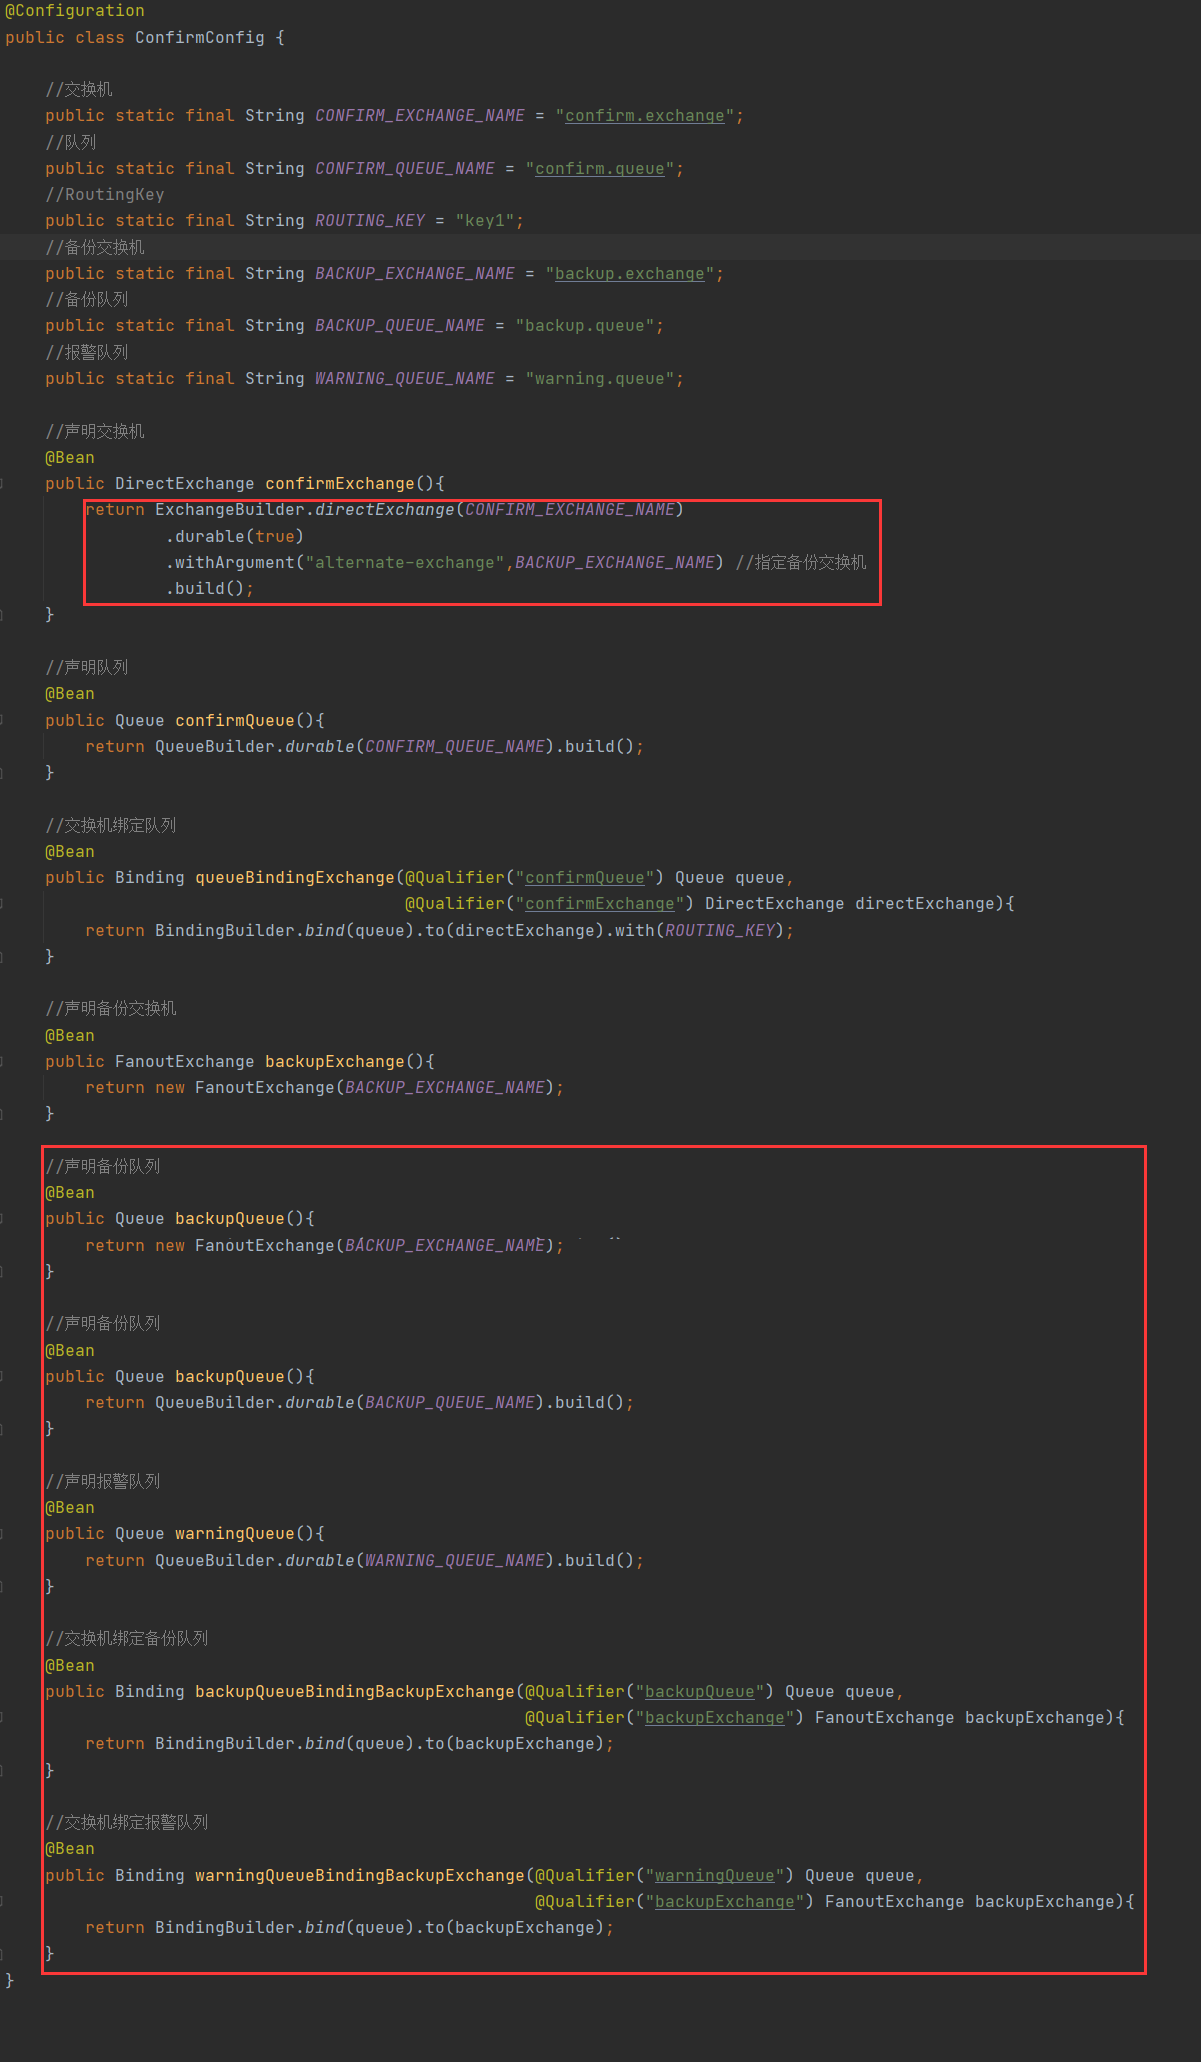 @Configuration
public class ConfirmConfig {
//交换机
public static final String CONFIRM_EXCHANGE_NAME = "confirm.exchange";
//队列
public static final String CONFIRM_QUEUE_NAME = "confirm.queue";
//RoutingKey
public static final String ROUTING_KEY = "key1";
//备份交换机
public static final String BACKUP_EXCHANGE_NAME = "backup.exchange";
//备份队列
public static final String BACKUP_QUEUE_NAME = "backup.queue";
//报警队列
public static final String WARNING_QUEUE_NAME = "warning.queue";
//声明交换机
@Bean
public DirectExchange confirmExchange(){
return ExchangeBuilder.directExchange(CONFIRM_EXCHANGE_NAME)
.durable(true)
.withArgument("alternate-exchange",BACKUP_EXCHANGE_NAME) //指定备份交换机
.build();
}
//声明队列
@Bean
public Queue confirmQueue(){
return QueueBuilder.durable(CONFIRM_QUEUE_NAME).build();
}
//交换机绑定队列
@Bean
public Binding queueBindingExchange(@Qualifier("confirmQueue") Queue queue,
@Qualifier("confirmExchange") DirectExchange directExchange){
return BindingBuilder.bind(queue).to(directExchange).with(ROUTING_KEY);
}
//声明备份交换机
@Bean
public FanoutExchange backupExchange(){
return new FanoutExchange(BACKUP_EXCHANGE_NAME);
}
//声明备份队列
@Bean
public Queue backupQueue(){
return new FanoutExchange(BACKUP_EXCHANGE_NAME);
}
//声明备份队列
@Bean
public Queue backupQueue(){
return QueueBuilder.durable(BACKUP_QUEUE_NAME).build();
}
//声明报警队列
@Bean
public Queue warningQueue(){
return QueueBuilder.durable(WARNING_QUEUE_NAME).build();
}
//交换机绑定备份队列
@Bean
public Binding backupQueueBindingBackupExchange(@Qualifier("backupQueue") Queue queue,
@Qualifier("backupExchange") FanoutExchange backupExchange){
return BindingBuilder.bind(queue).to(backupExchange);
}
//交换机绑定报警队列
@Bean
public Binding warningQueueBindingBackupExchange(@Qualifier("warningQueue") Queue queue,
@Qualifier("backupExchange") FanoutExchange backupExchange){
return BindingBuilder.bind(queue).to(backupExchange);
}
}